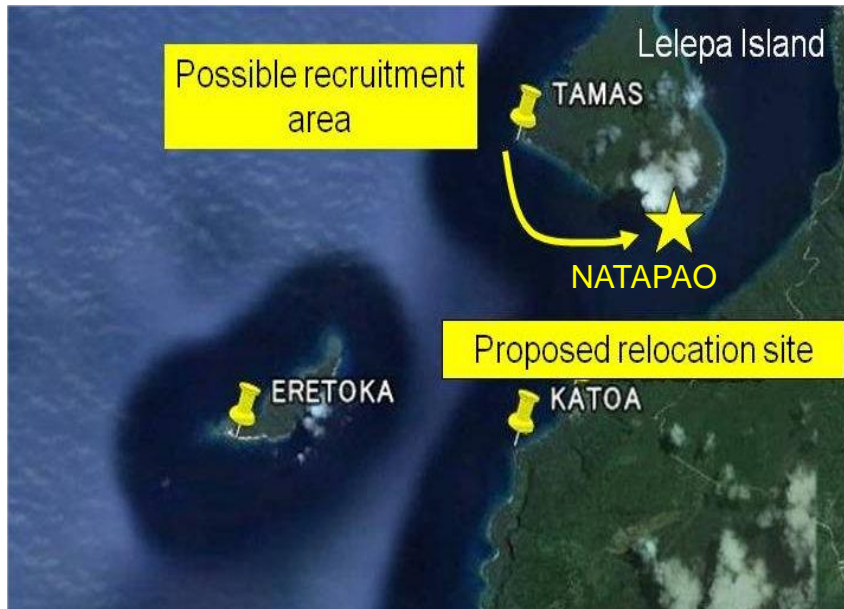 Lelepa Island
Possible recruitment
area
TAMAS
NATAPAO
Proposed relocation site
ERETOKA
KATOA